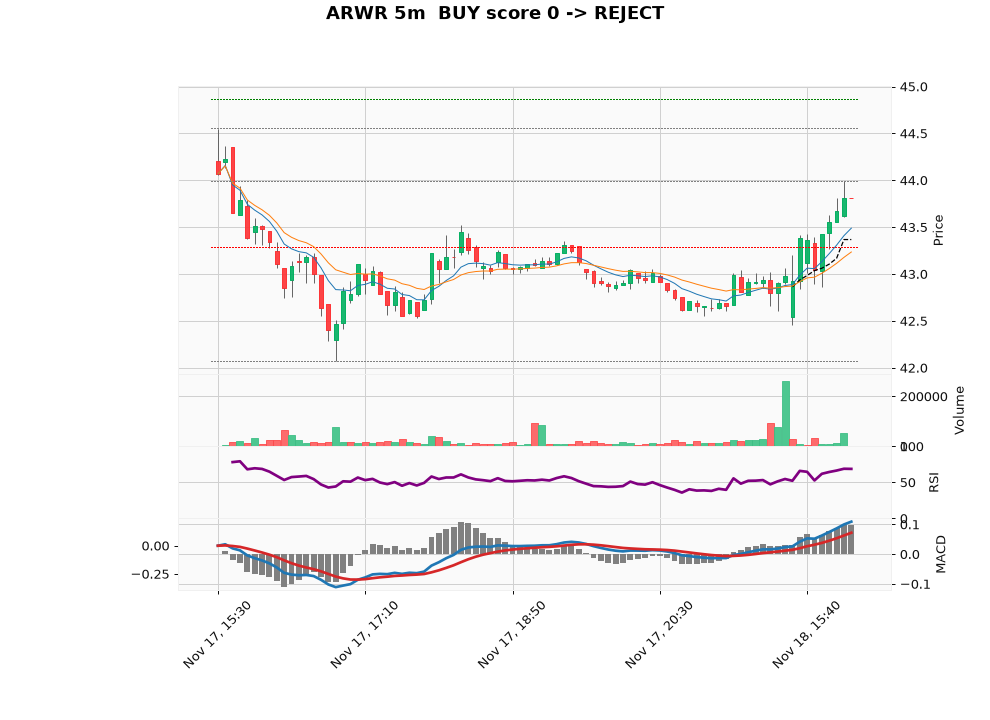 ARWR 5m  BUY score 0 -> REJECT
45.0
44.5
44.0
43.5
43.0
42.5
42.0
Price
200000
0
Volume
100
50
0
RSI
0.1
0.0
−0.1
MACD
0.00
−0.25
Nov 17, 15:30
Nov 17, 17:10
Nov 17, 18:50
Nov 17, 20:30
Nov 18, 15:40